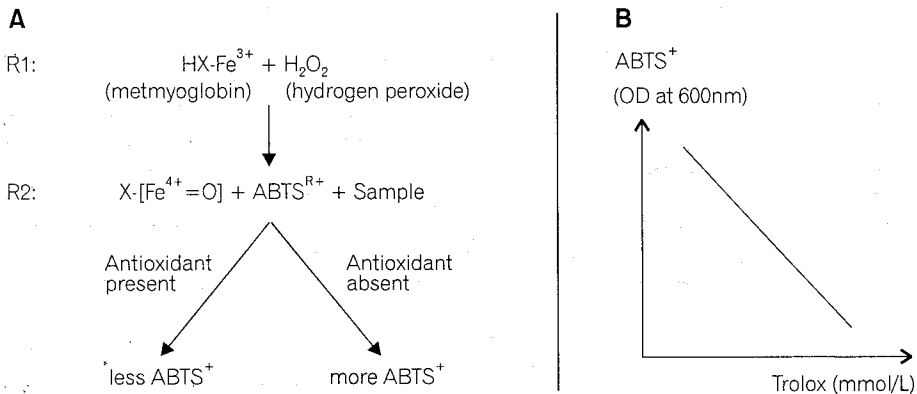 A
R1: HX-Fe³⁺ + H₂O₂
(metmyoglobin) (hydrogen peroxide)
R2: X-[Fe⁴⁺=O] + ABTSᴿ⁺ + Sample
Antioxidant present
Antioxidant absent
less ABTS⁺
more ABTS⁺
B
ABTS⁺
(OD at 600nm)
Trolox (mmol/L)